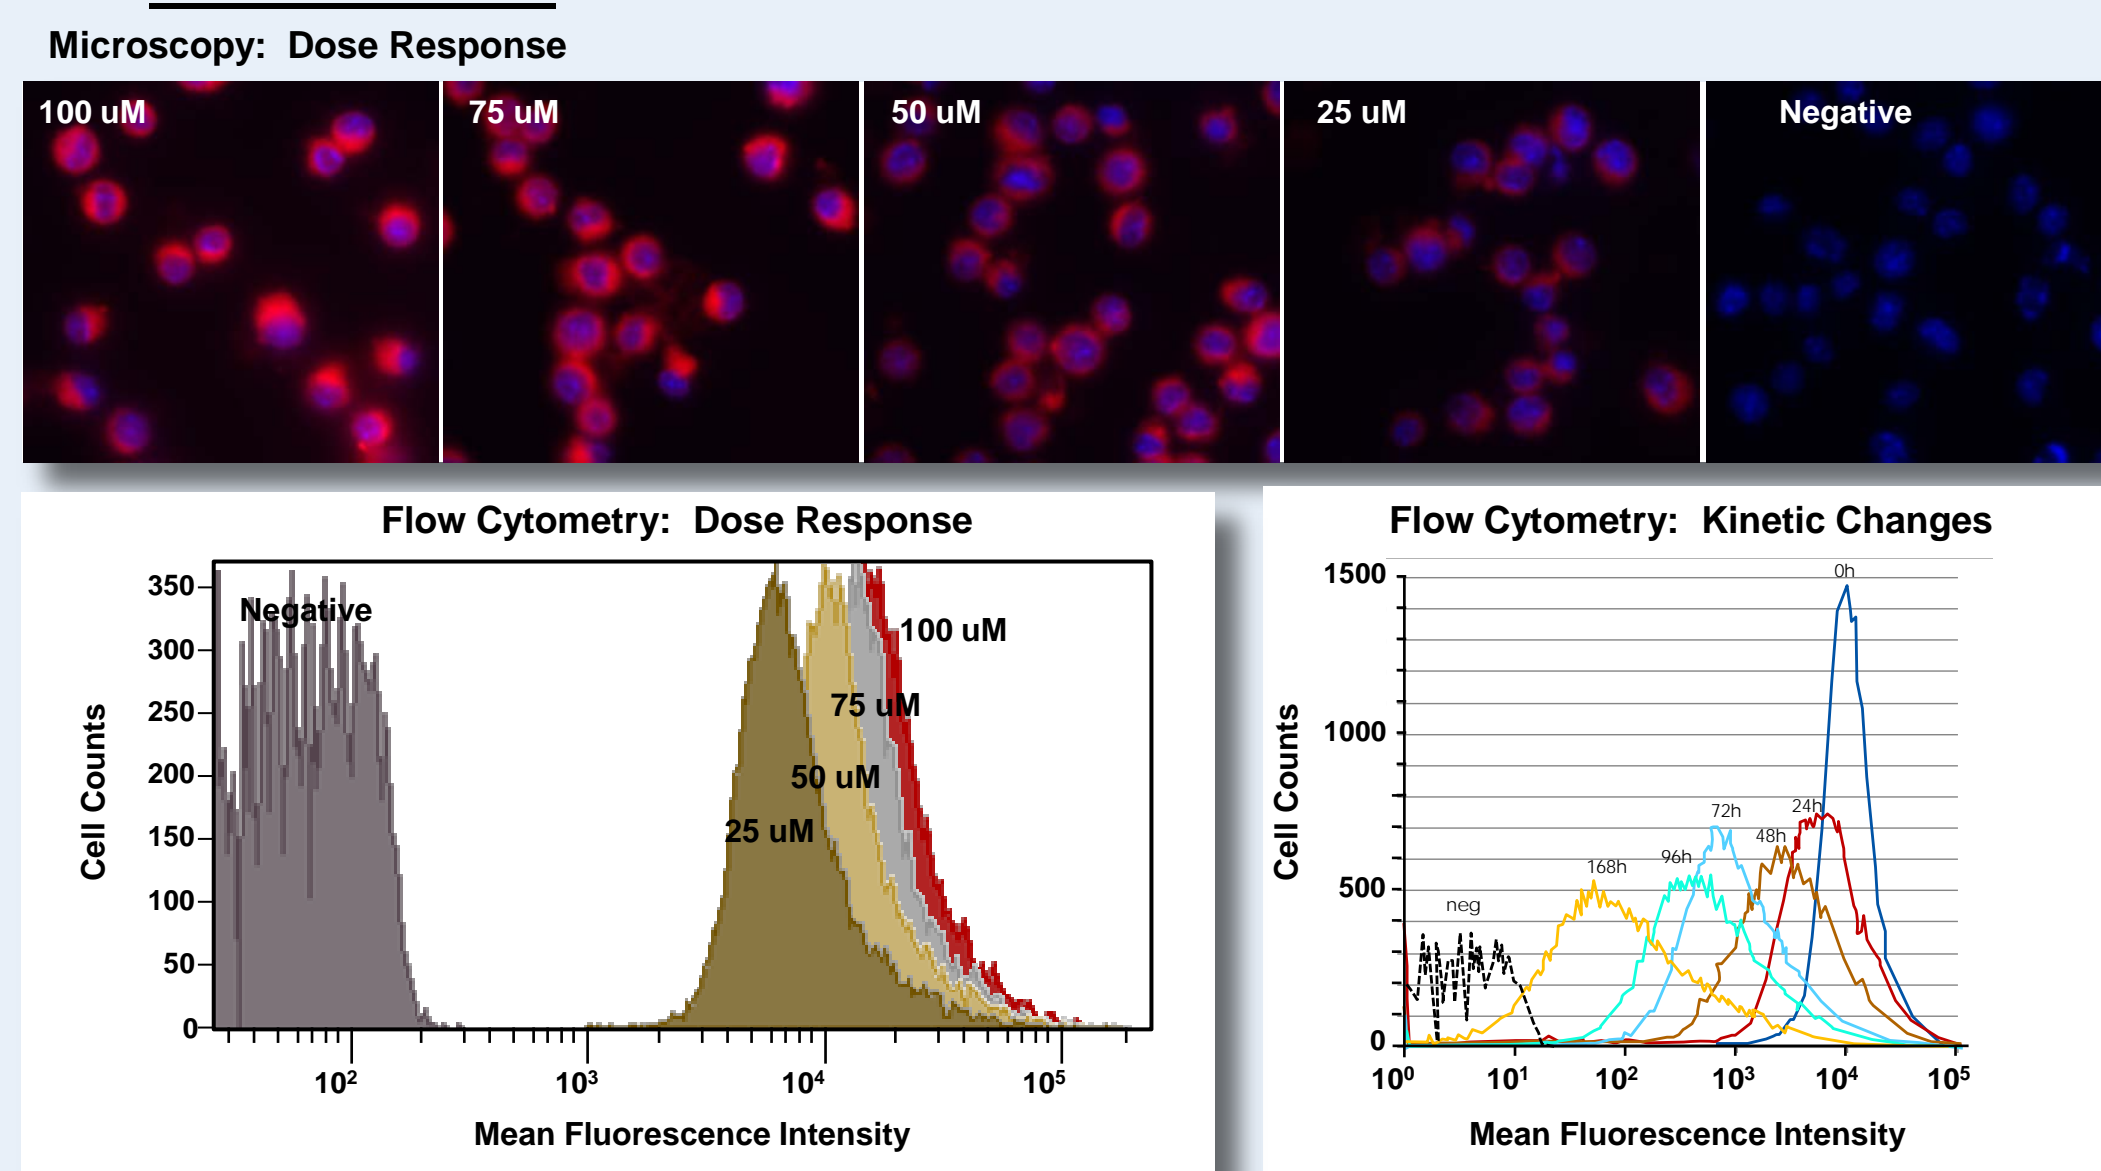 Microscopy: Dose Response
100 uM
75 uM
50 uM
25 uM
Negative
Flow Cytometry: Dose Response
350
300
250
200
150
100
50
0
Cell Counts
Negative
100 uM
75 uM
50 uM
25 uM
10²
10³
10⁴
10⁵
Mean Fluorescence Intensity
Flow Cytometry: Kinetic Changes
1500
1000
500
0
Cell Counts
0h
24h
72h
48h
96h
168h
neg
10⁰
10¹
10²
10³
10⁴
10⁵
Mean Fluorescence Intensity